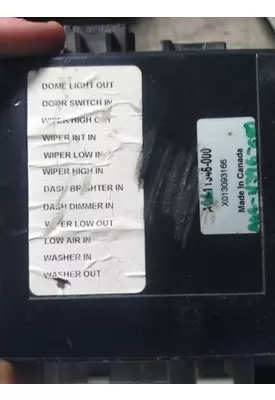 DOME LIGHT OUT
DOOR SWITCH IN
WIPER HIGH OUT
WIPER INT IN
WIPER LOW IN
WIPER HIGH IN
DASH BRIGHTER IN
DASH DIMMER IN
WIPER LOW OUT
LOW AIR IN
WASHER IN
WASHER OUT
X013093166
Made In Canada